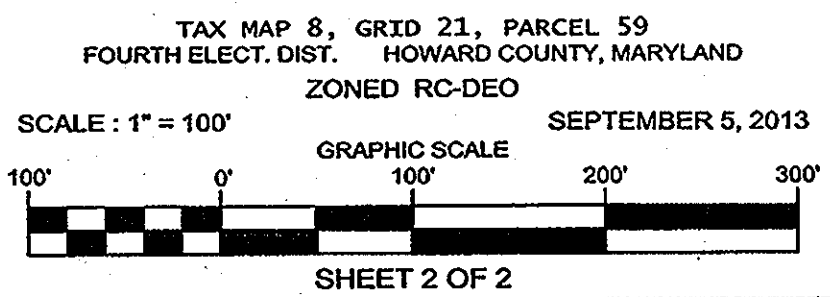 TAX MAP 8, GRID 21, PARCEL 59
FOURTH ELECT. DIST. HOWARD COUNTY, MARYLAND
ZONED RC-DEO
SCALE : 1" = 100' SEPTEMBER 5, 2013
GRAPHIC SCALE
100' 0' 100' 200' 300'
SHEET 2 OF 2